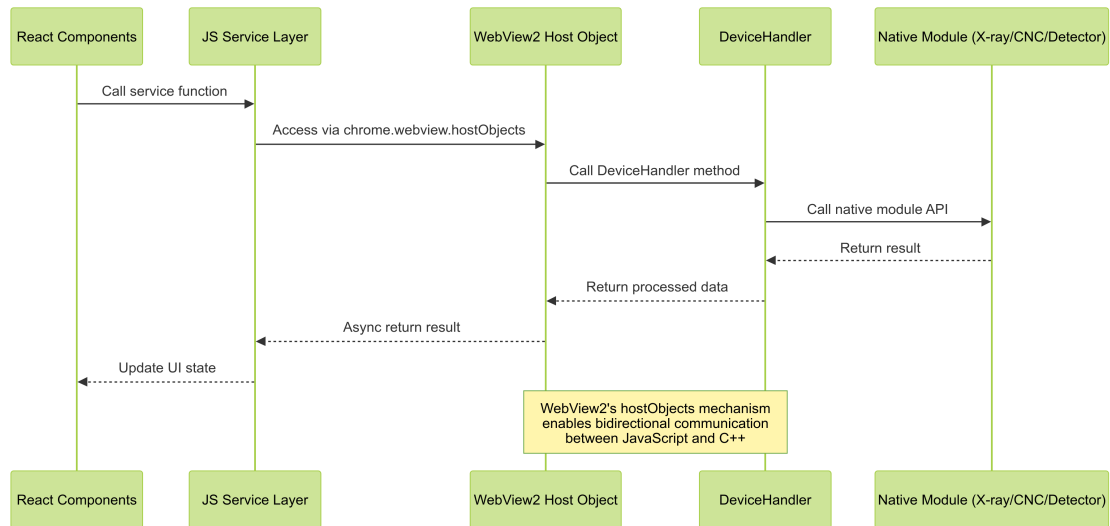 React Components
JS Service Layer
WebView2 Host Object
DeviceHandler
Native Module (X-ray/CNC/Detector)
Call service function
Access via chrome.webview.hostObjects
Call DeviceHandler method
Call native module API
Return result
Return processed data
Async return result
Update UI state
WebView2's hostObjects mechanism
enables bidirectional communication
between JavaScript and C++
React Components
JS Service Layer
WebView2 Host Object
DeviceHandler
Native Module (X-ray/CNC/Detector)